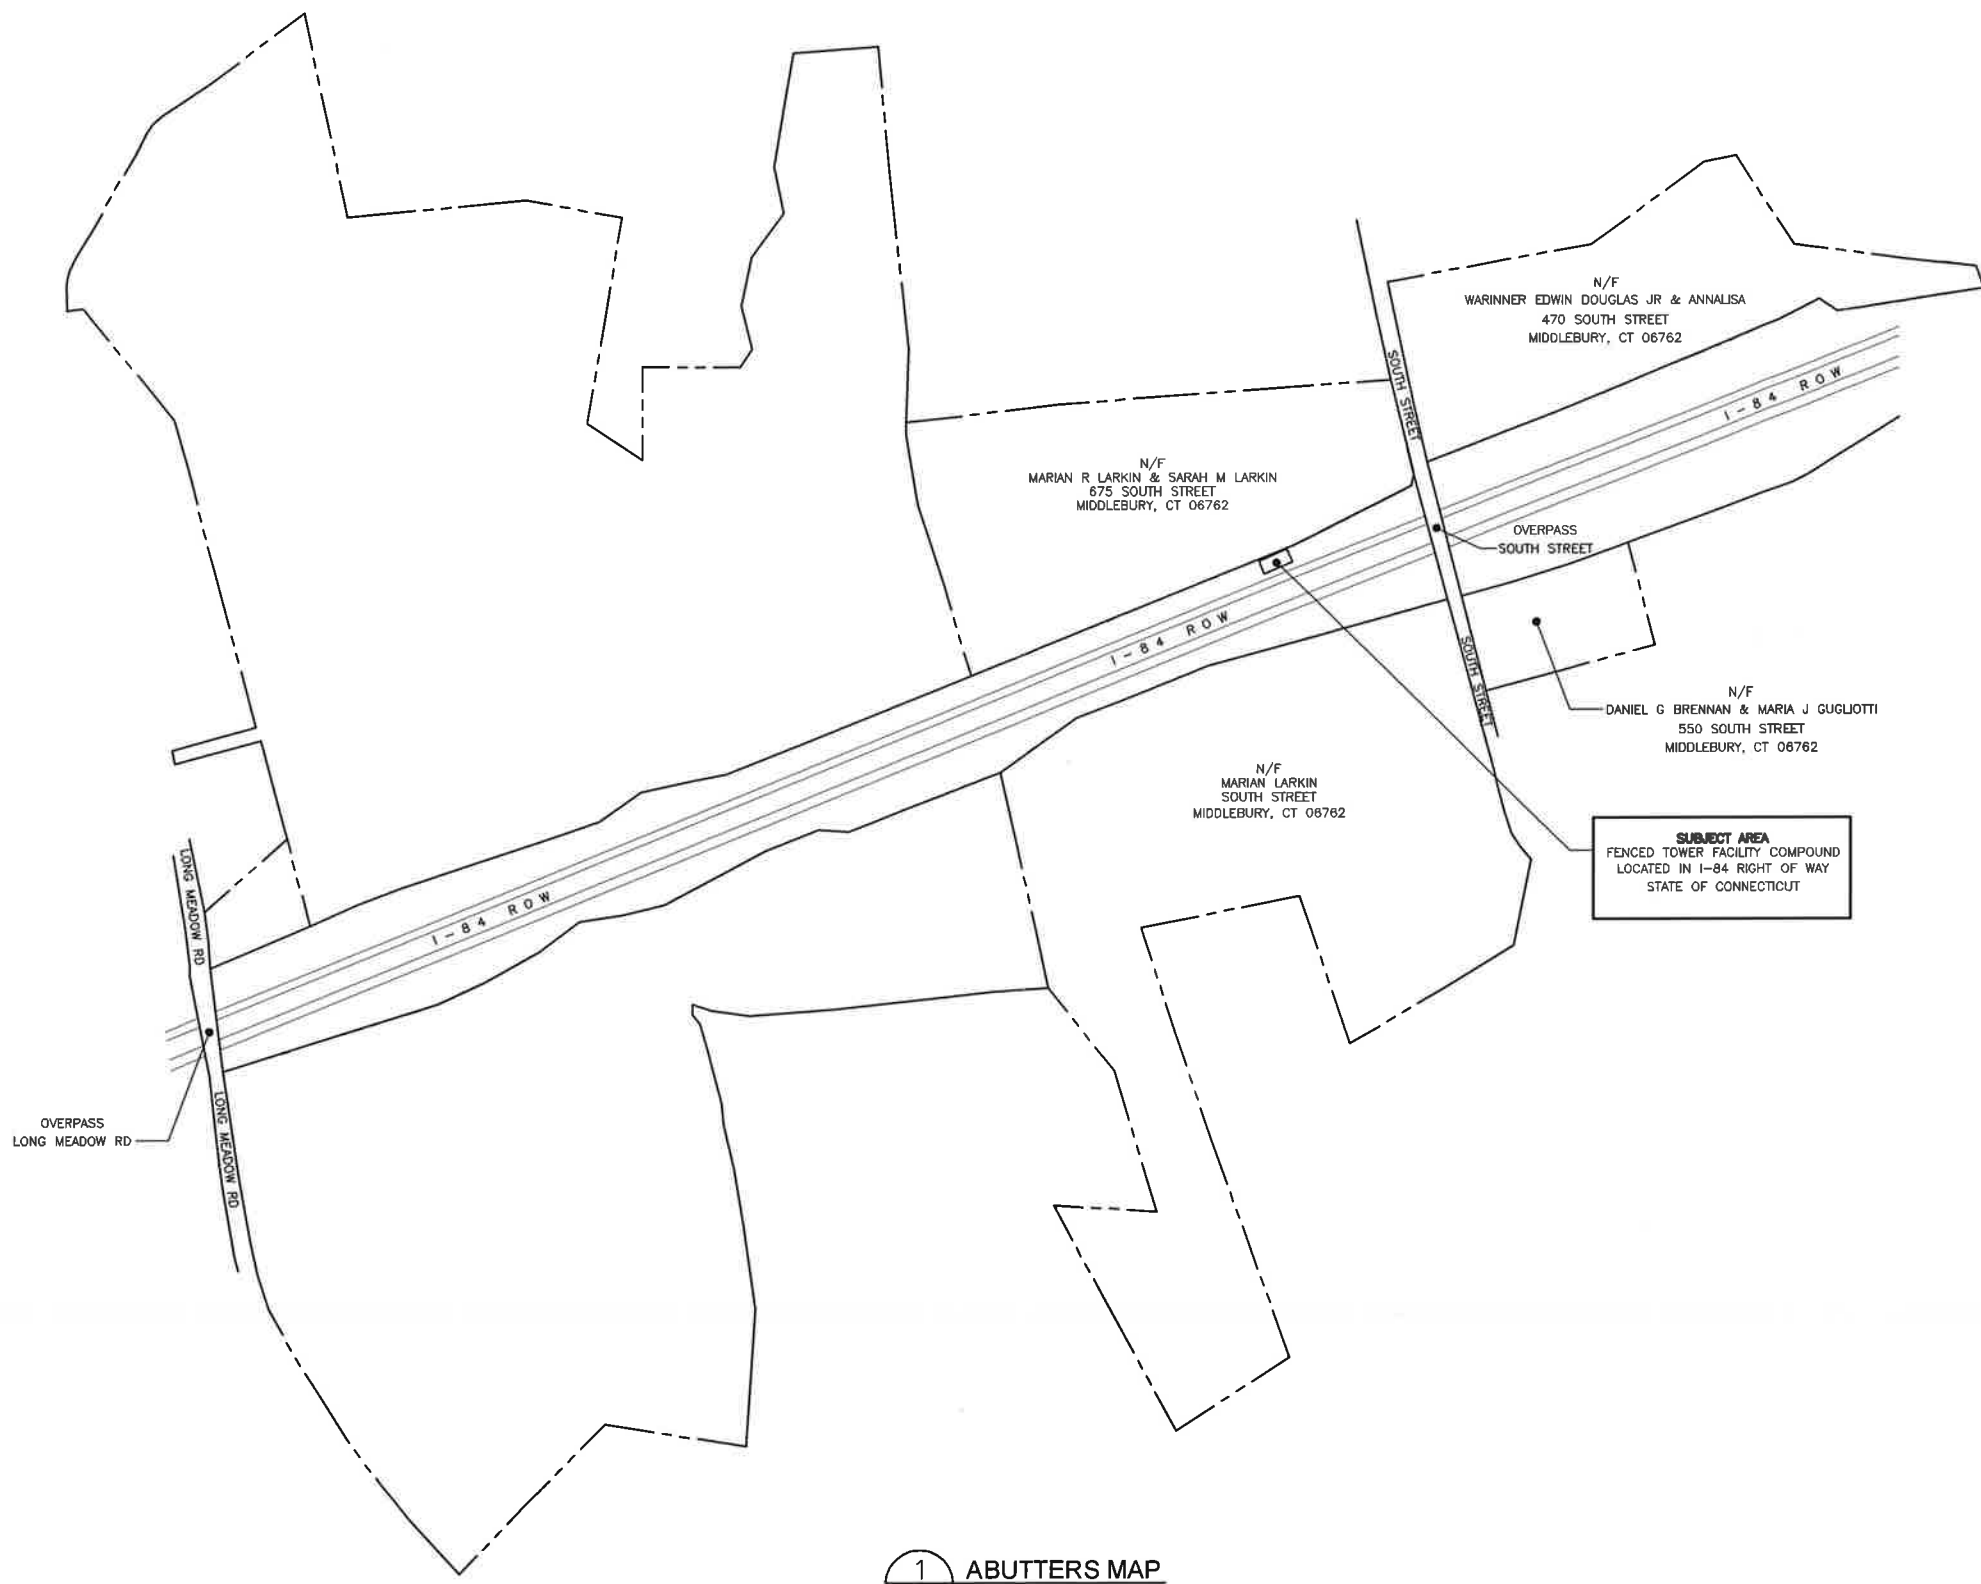 N/F
WARINNER EDWIN DOUGLAS JR & ANNALISA
470 SOUTH STREET
MIDDLEBURY, CT 06762
SOUTH STREET
I-84 ROW
N/F
MARIAN R LARKIN & SARAH M LARKIN
675 SOUTH STREET
MIDDLEBURY, CT 06762
OVERPASS
SOUTH STREET
I-84 ROW
SOUTH STREET
N/F
DANIEL G BRENNAN & MARIA J GUGLIOTTI
550 SOUTH STREET
MIDDLEBURY, CT 06762
N/F
MARIAN LARKIN
SOUTH STREET
MIDDLEBURY, CT 06762
SUBJECT AREA
FENCED TOWER FACILITY COMPOUND
LOCATED IN I-84 RIGHT OF WAY
STATE OF CONNECTICUT
LONG MEADOW RD
I-84 ROW
OVERPASS
LONG MEADOW RD
LONG MEADOW RD
1 ABUTTERS MAP